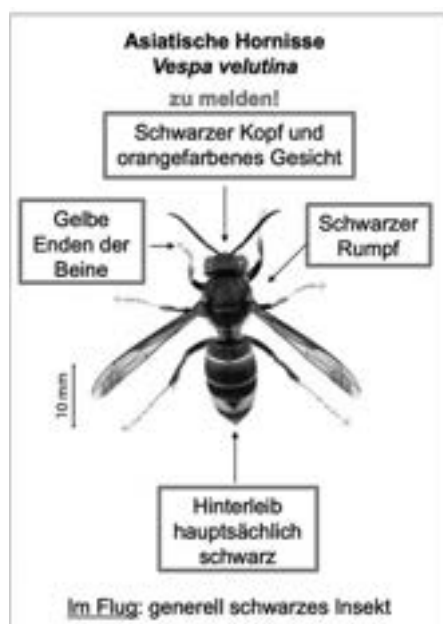 Asiatische Hornisse
Vespa velutina
zu melden!
Schwarzer Kopf und
orangefarbenes Gesicht
Gelbe
Enden der
Beine
Schwarzer
Rumpf
10 mm
Hinterleib
hauptsächlich
schwarz
Im Flug: generell schwarzes Insekt